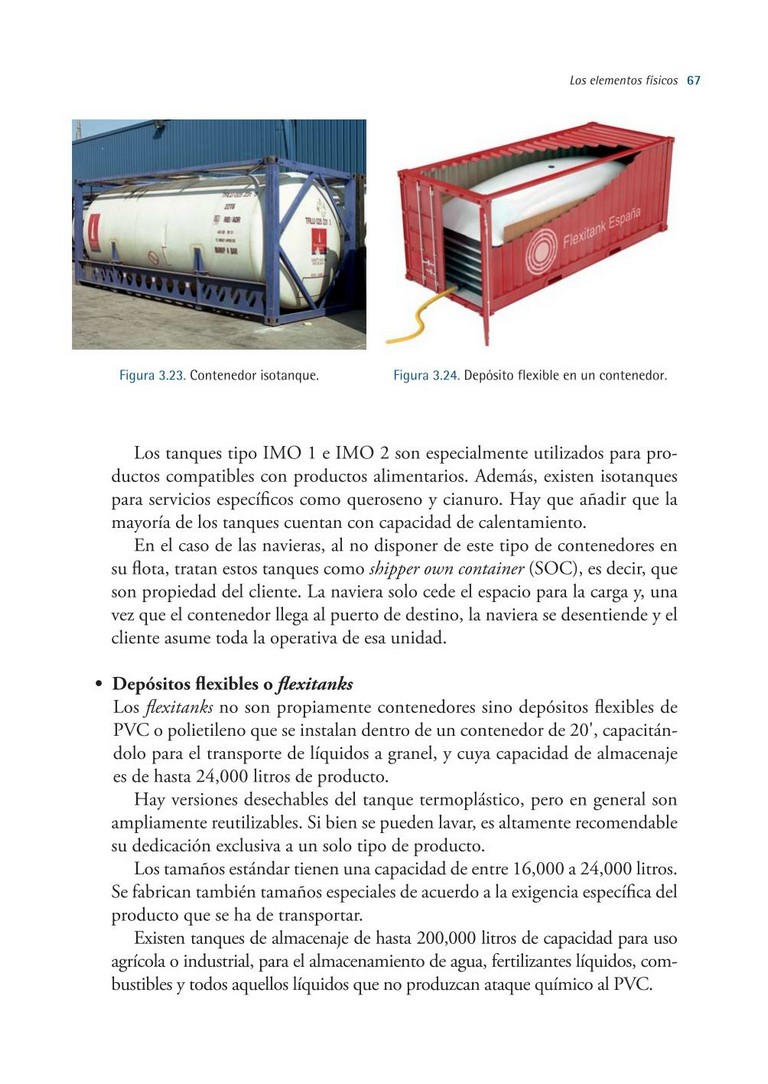 Los elementos físicos 67
Flexitank España
Figura 3.23. Contenedor isotanque.
Figura 3.24. Depósito flexible en un contenedor.
Los tanques tipo IMO 1 e IMO 2 son especialmente utilizados para pro-
ductos compatibles con productos alimentarios. Además, existen isotanques
para servicios específicos como queroseno y cianuro. Hay que añadir que la
mayoría de los tanques cuentan con capacidad de calentamiento.
En el caso de las navieras, al no disponer de este tipo de contenedores en
su flota, tratan estos tanques como shipper own container (SOC), es decir, que
son propiedad del cliente. La naviera solo cede el espacio para la carga y, una
vez que el contenedor llega al puerto de destino, la naviera se desentiende y el
cliente asume toda la operativa de esa unidad.
• Depósitos flexibles o flexitanks
Los flexitanks no son propiamente contenedores sino depósitos flexibles de
PVC o polietileno que se instalan dentro de un contenedor de 20', capacitán-
dolo para el transporte de líquidos a granel, y cuya capacidad de almacenaje
es de hasta 24,000 litros de producto.
Hay versiones desechables del tanque termoplástico, pero en general son
ampliamente reutilizables. Si bien se pueden lavar, es altamente recomendable
su dedicación exclusiva a un solo tipo de producto.
Los tamaños estándar tienen una capacidad de entre 16,000 a 24,000 litros.
Se fabrican también tamaños especiales de acuerdo a la exigencia específica del
producto que se ha de transportar.
Existen tanques de almacenaje de hasta 200,000 litros de capacidad para uso
agrícola o industrial, para el almacenamiento de agua, fertilizantes líquidos, com-
bustibles y todos aquellos líquidos que no produzcan ataque químico al PVC.